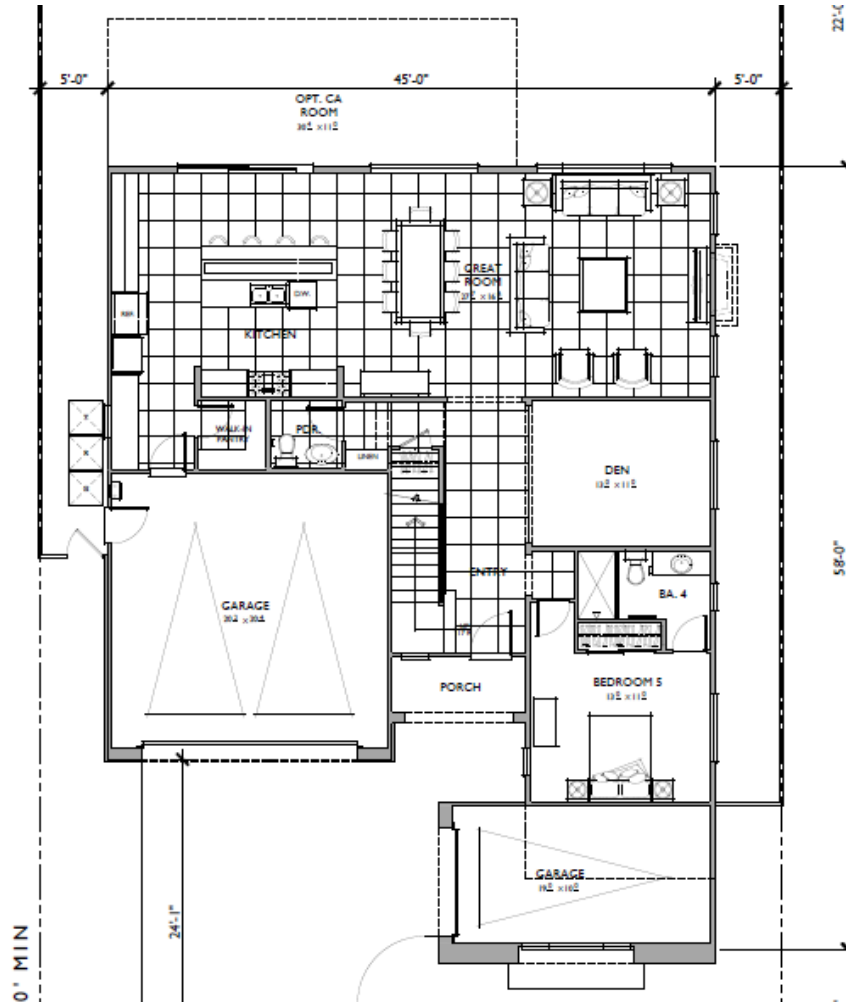 22'-0
5'-0"
45'-0"
5'-0"
OPT. CA
ROOM
GREAT
ROOM
D.W.
KITCHEN
WALK-IN
PANTRY
PDR.
LINEN
DEN
58'-0"
ENTRY
BA. 4
GARAGE
PORCH
BEDROOM 5
GARAGE
24'-1"
0' MIN